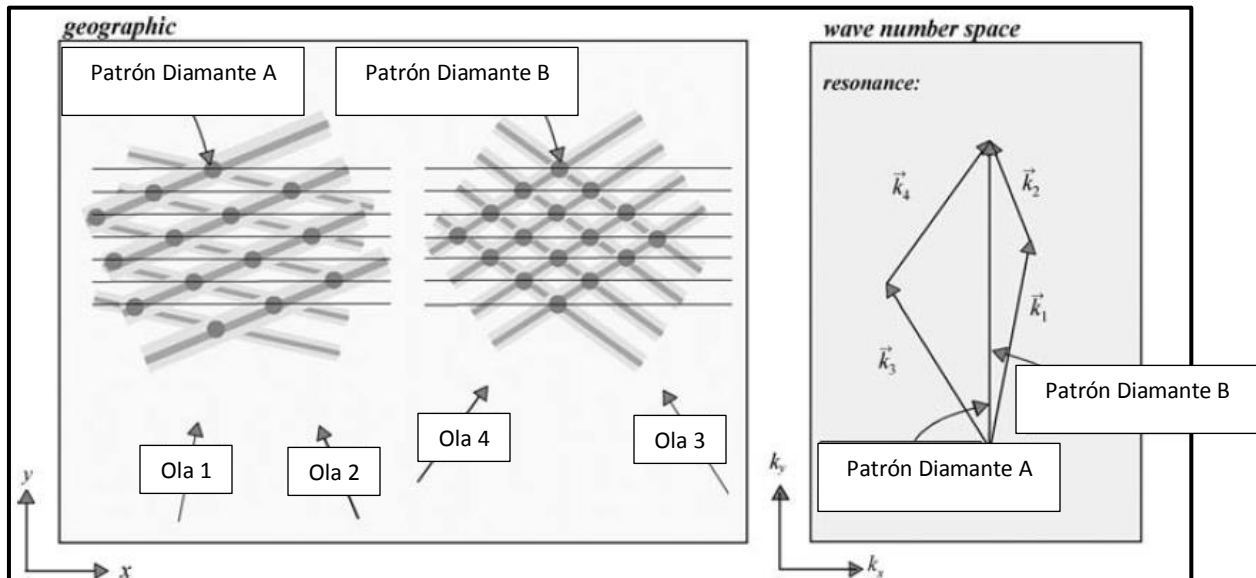 geographic
Patrón Diamante A
Patrón Diamante B
Ola 1
Ola 2
Ola 4
Ola 3
y
x
wave number space
resonance:
k⃗₄
k⃗₂
k⃗₁
k⃗₃
Patrón Diamante B
Patrón Diamante A
kᵧ
kₓ